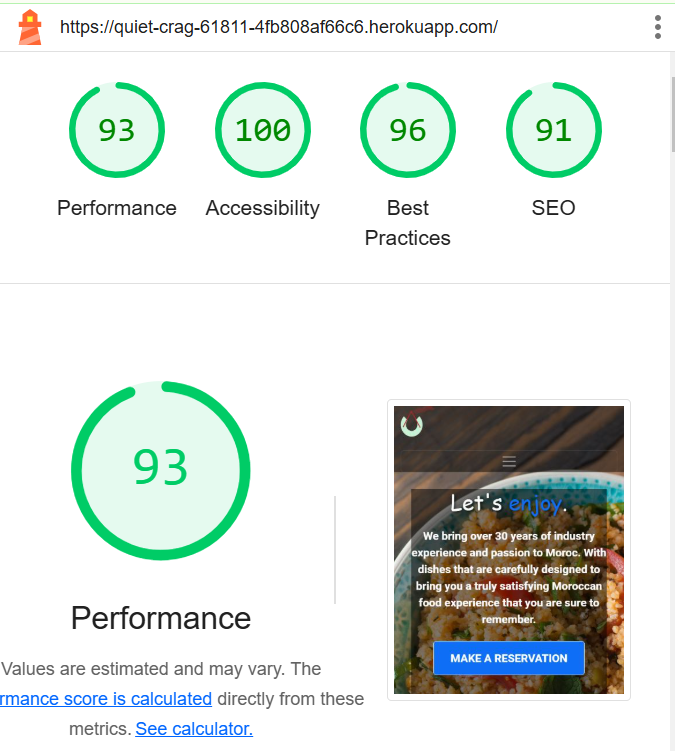 https://quiet-crag-61811-4fb808af66c6.herokuapp.com/
93
100
96
91
Performance
Accessibility
Best
Practices
SEO
93
Performance
Values are estimated and may vary. The
rmance score is calculated directly from these
metrics. See calculator.
Let's enjoy.
We bring over 30 years of industry
experience and passion to Moroc. With
dishes that are carefully designed to
bring you a truly satisfying Moroccan
food experience that you are sure to
remember.
MAKE A RESERVATION